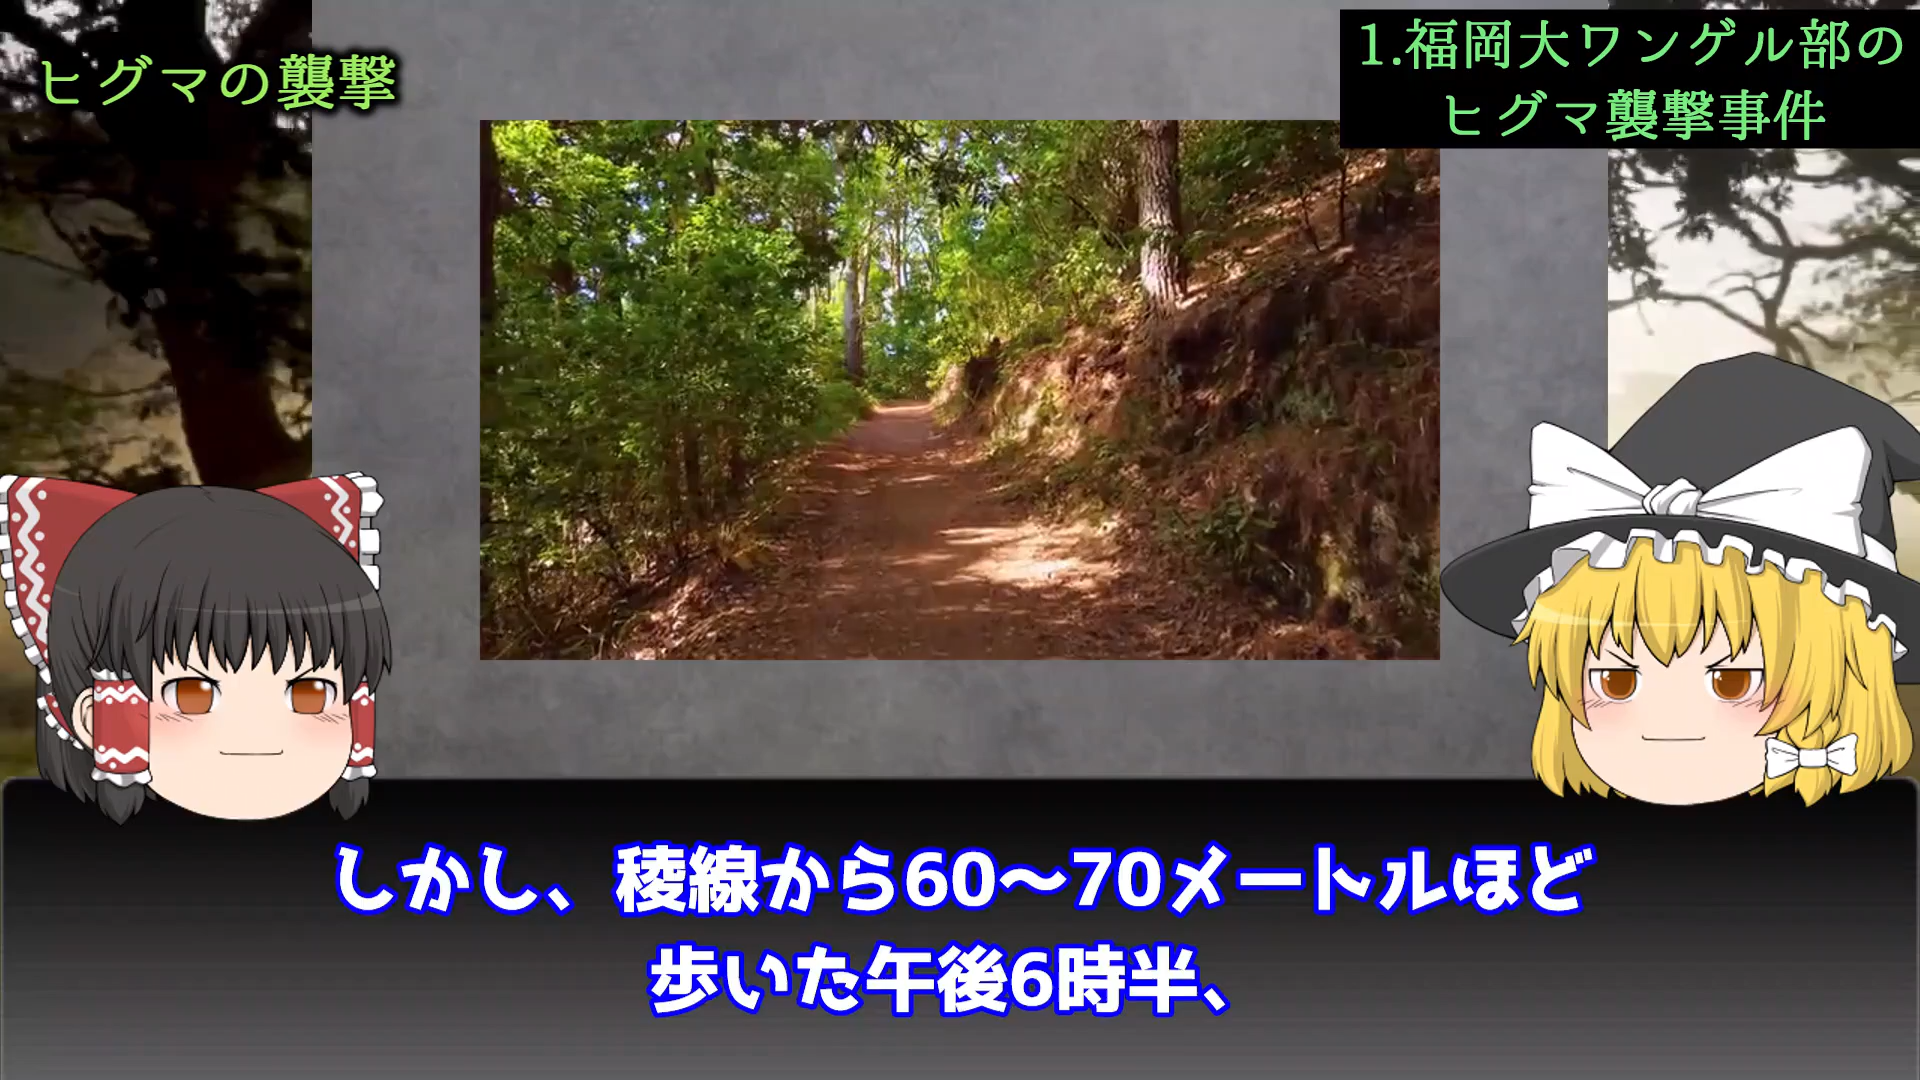 ヒグマの襲撃
1.福岡大ワンゲル部の
ヒグマ襲撃事件
しかし、稜線から60〜70メートルほど
歩いた午後6時半、